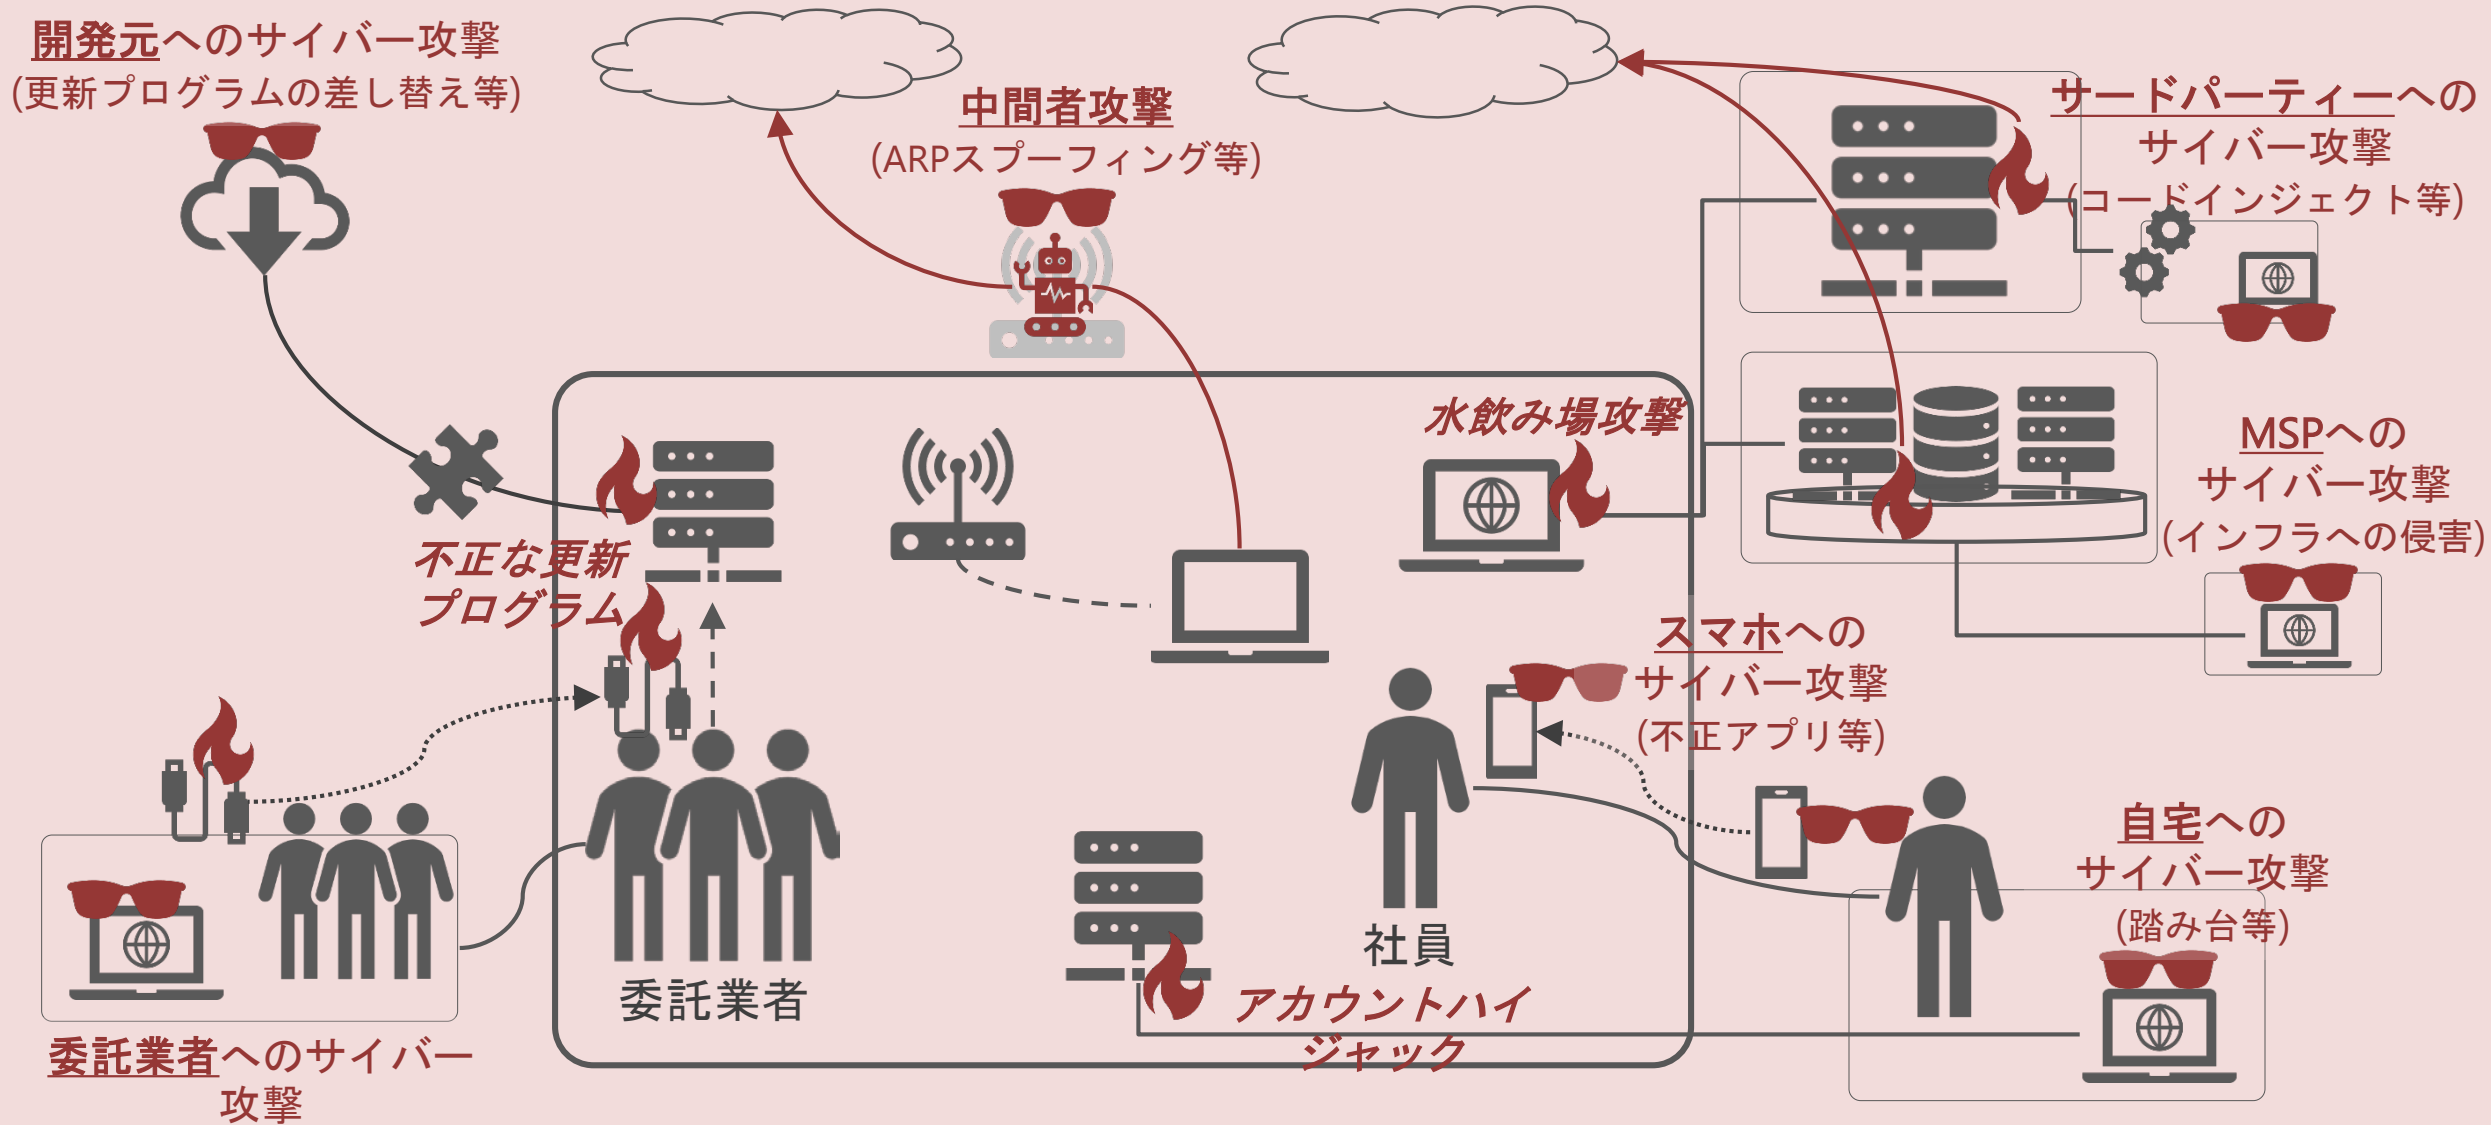 開発元へのサイバー攻撃
(更新プログラムの差し替え等)
中間者攻撃
(ARPスプーフィング等)
サードパーティーへの
サイバー攻撃
(コードインジェクト等)
水飲み場攻撃
MSPへの
サイバー攻撃
(インフラへの侵害)
不正な更新
プログラム
スマホへの
サイバー攻撃
(不正アプリ等)
自宅への
サイバー攻撃
(踏み台等)
社員
委託業者
アカウントハイ
ジャック
委託業者へのサイバー
攻撃